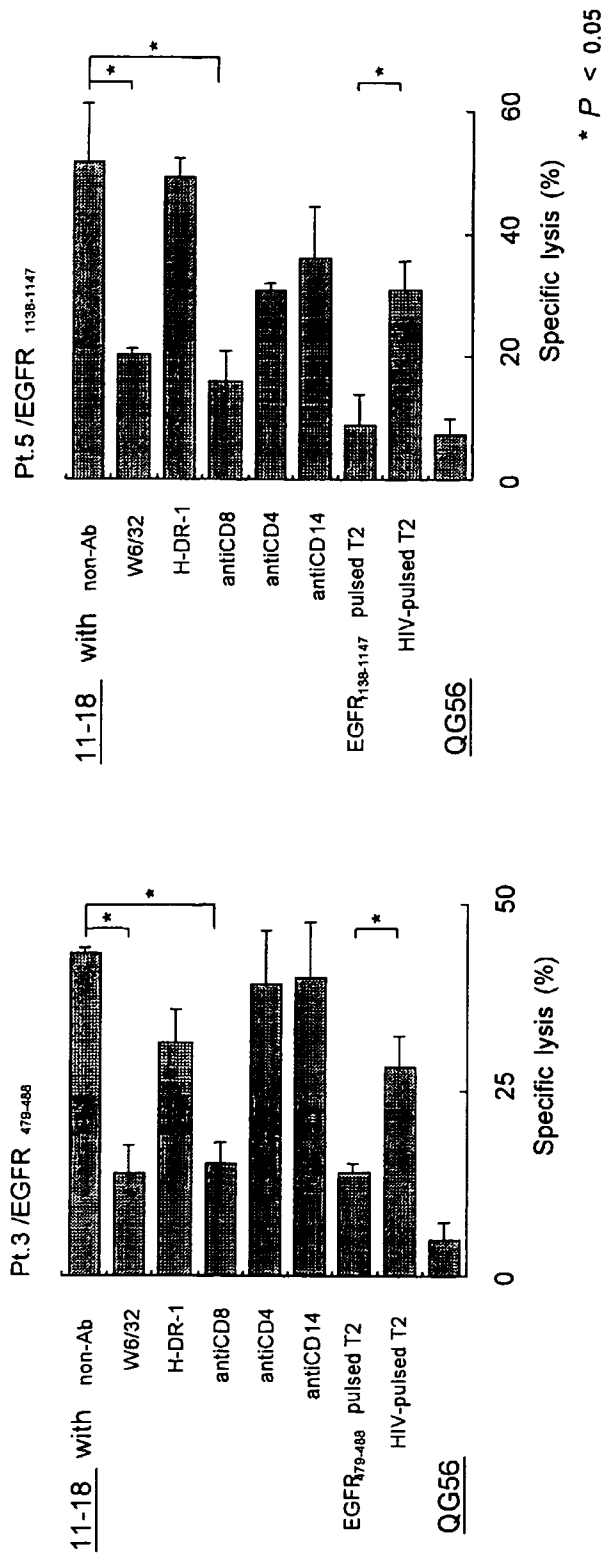 Pt.3 /EGFR 479-488
11-18 with non-Ab
W6/32
H-DR-1
antiCD8
antiCD4
antiCD14
EGFR479-488 pulsed T2
HIV-pulsed T2
QG56
*
*
*
0 25 50
Specific lysis (%)
Pt.5 /EGFR 1138-1147
11-18 with non-Ab
W6/32
H-DR-1
antiCD8
antiCD4
antiCD14
EGFR1138-1147 pulsed T2
HIV-pulsed T2
QG56
*
*
*
0 20 40 60
Specific lysis (%)
* P < 0.05